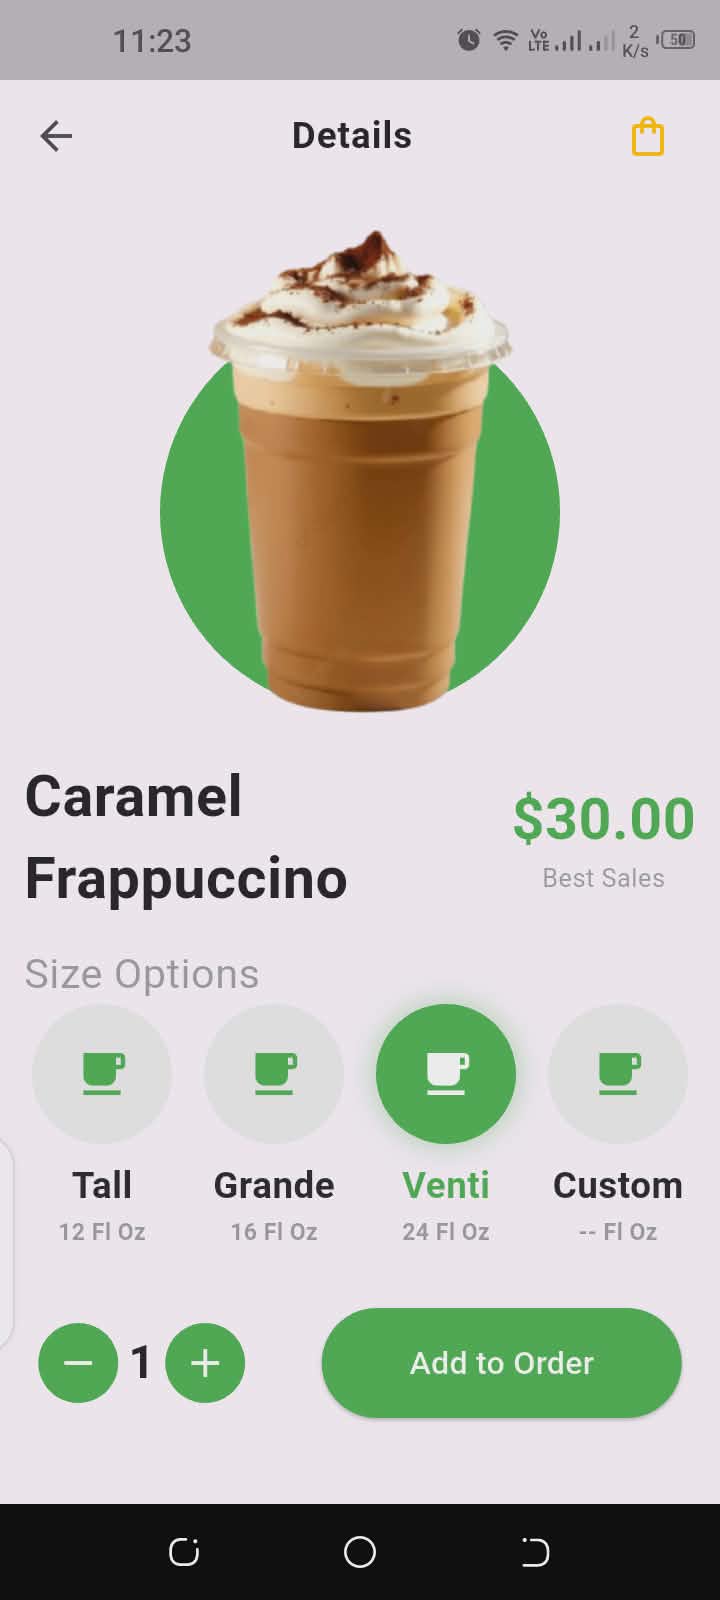 11:23
Vo LTE 2 K/s 50
Details
Caramel
Frappuccino
$30.00
Best Sales
Size Options
Tall Grande Venti Custom
12 Fl Oz 16 Fl Oz 24 Fl Oz -- Fl Oz
1
Add to Order